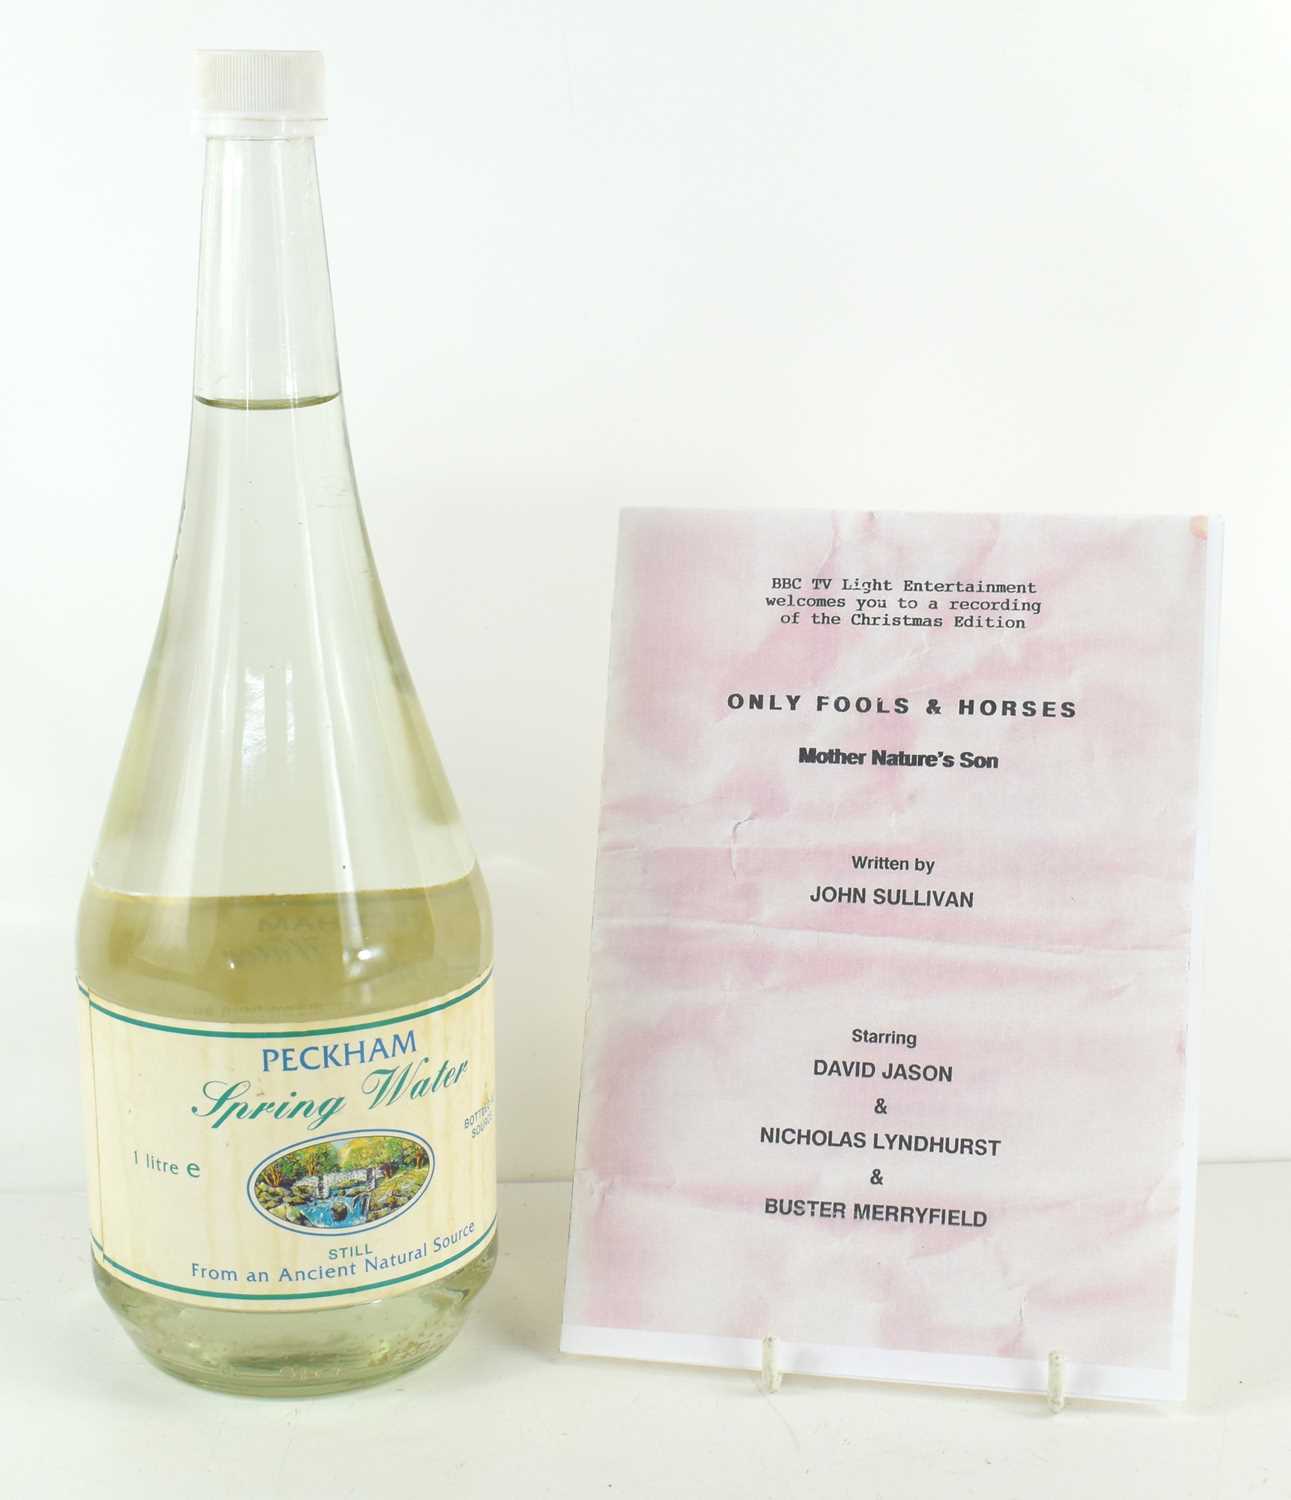 PECKHAM
Spring Water
1 litre e
STILL
From an Ancient Natural Source
BBC TV Light Entertainment
welcomes you to a recording
of the Christmas Edition
ONLY FOOLS & HORSES
Mother Nature's Son
Written by
JOHN SULLIVAN
Starring
DAVID JASON
&
NICHOLAS LYNDHURST
&
BUSTER MERRYFIELD